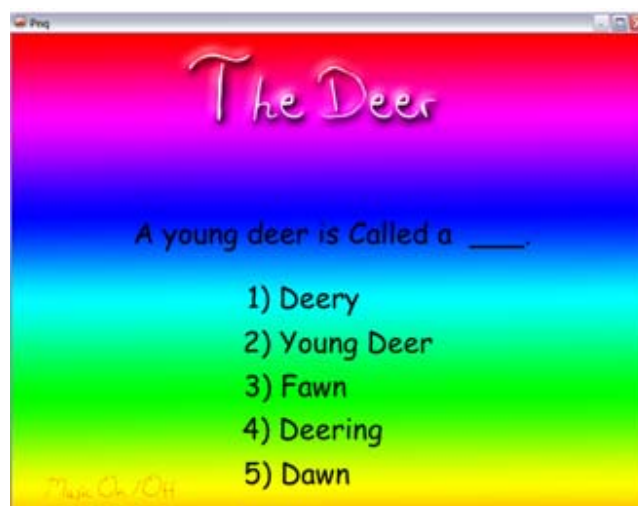 Pnq
The Deer
A young deer is Called a ___.
1) Deery
2) Young Deer
3) Fawn
4) Deering
5) Dawn
Music On/Off